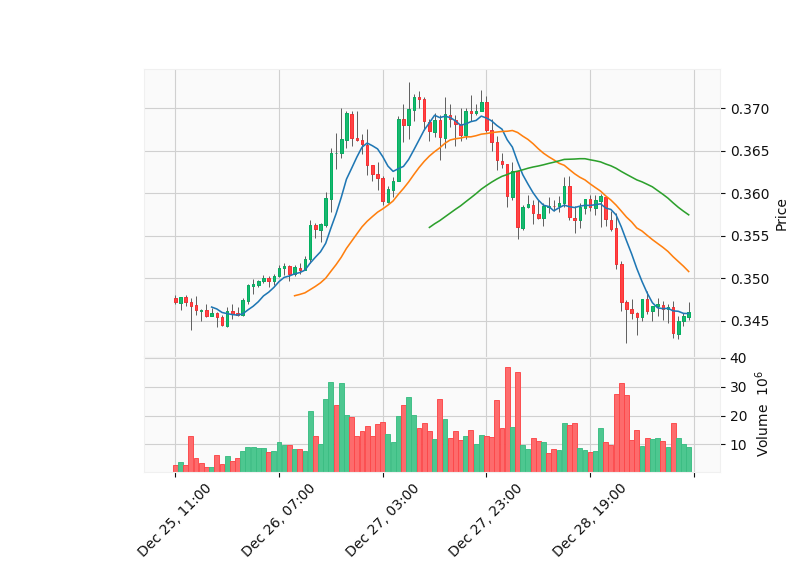 0.370
0.365
0.360
0.355
0.350
0.345
Price
40
30
20
10
Volume 10^6
Dec 25, 11:00
Dec 26, 07:00
Dec 27, 03:00
Dec 27, 23:00
Dec 28, 19:00